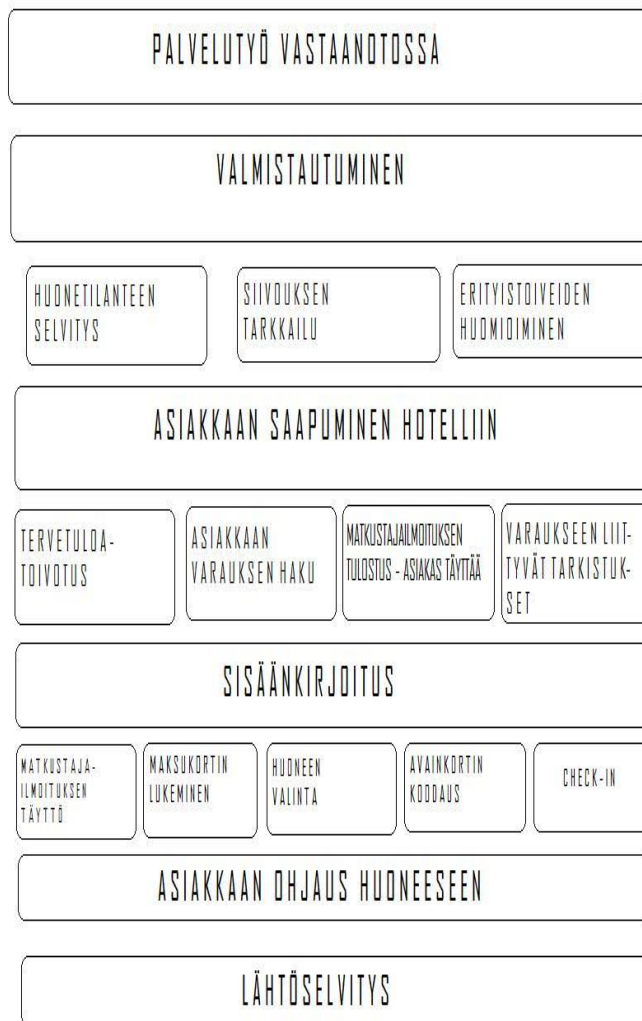 PALVELUTYÖ VASTAANOTOSSA
VALMISTAUTUMINEN
HUONETILANTEEN
SELVITYS
SIIVOUKSEN
TARKKAILU
ERITYISTOIVEIDEN
HUOMIOIMINEN
ASIAKKAAN SAAPUMINEN HOTELLIIN
TERVETULOA-
TOIVOTUS
ASIAKKAAN
VARAUKSEN HAKU
MATKUSTAJAILMOITUKSEN
TULOSTUS - ASIAKAS TÄYTTÄÄ
VARAUKSEEN LIIT-
TYVÄT TARKISTUK-
SET
SISÄÄNKIRJOITUS
MATKUSTAJA-
ILMOITUKSEN
TÄYTTÖ
MAKSUKORTIN
LUKEMINEN
HUONEEN
VALINTA
AVAINKORTIN
KOODAUS
CHECK-IN
ASIAKKAAN OHJAUS HUONEESEEN
LÄHTÖSELVITYS